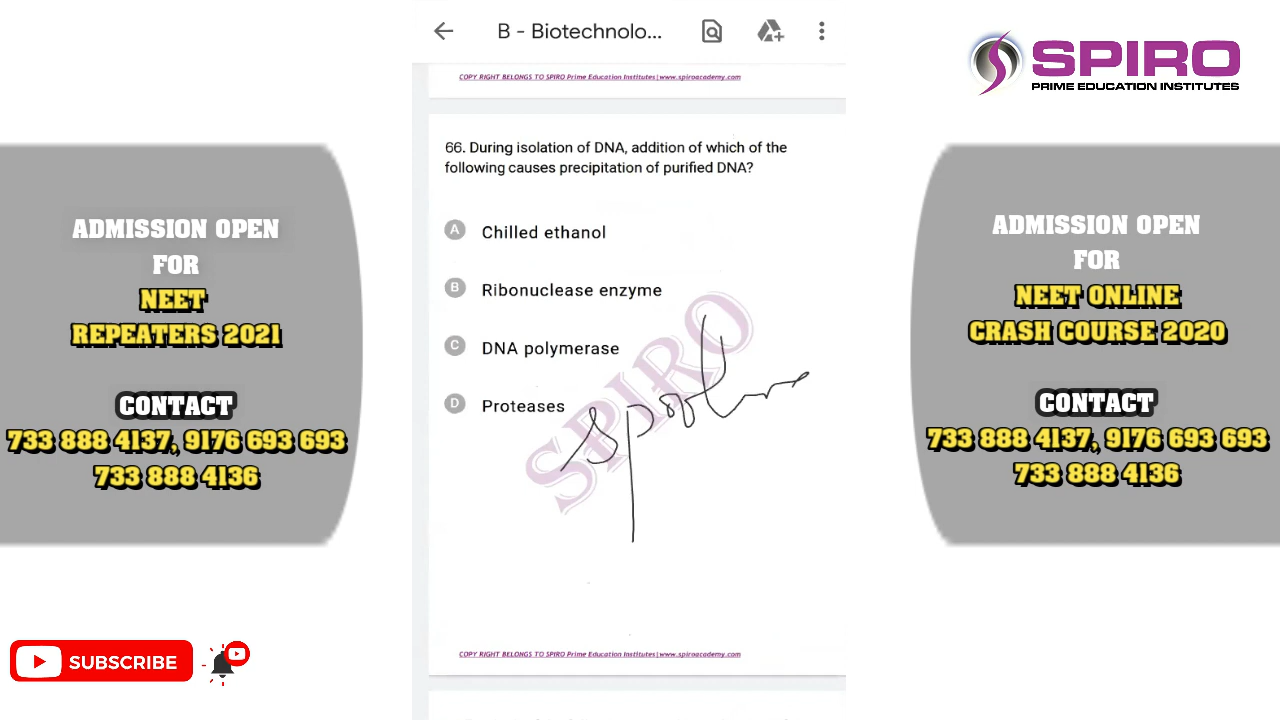 B - Biotechnolo...
SPIRO
PRIME EDUCATION INSTITUTES
COPY RIGHT BELONGS TO SPIRO Prime Education Institutes|www.spiroacademy.com
66. During isolation of DNA, addition of which of the
following causes precipitation of purified DNA?
A Chilled ethanol
B Ribonuclease enzyme
C DNA polymerase
D Proteases
SPIRO
COPY RIGHT BELONGS TO SPIRO Prime Education Institutes|www.spiroacademy.com
ADMISSION OPEN
FOR
NEET
REPEATERS 2021
CONTACT
733 888 4137, 9176 693 693
733 888 4136
ADMISSION OPEN
FOR
NEET ONLINE
CRASH COURSE 2020
CONTACT
733 888 4137, 9176 693 693
733 888 4136
SUBSCRIBE